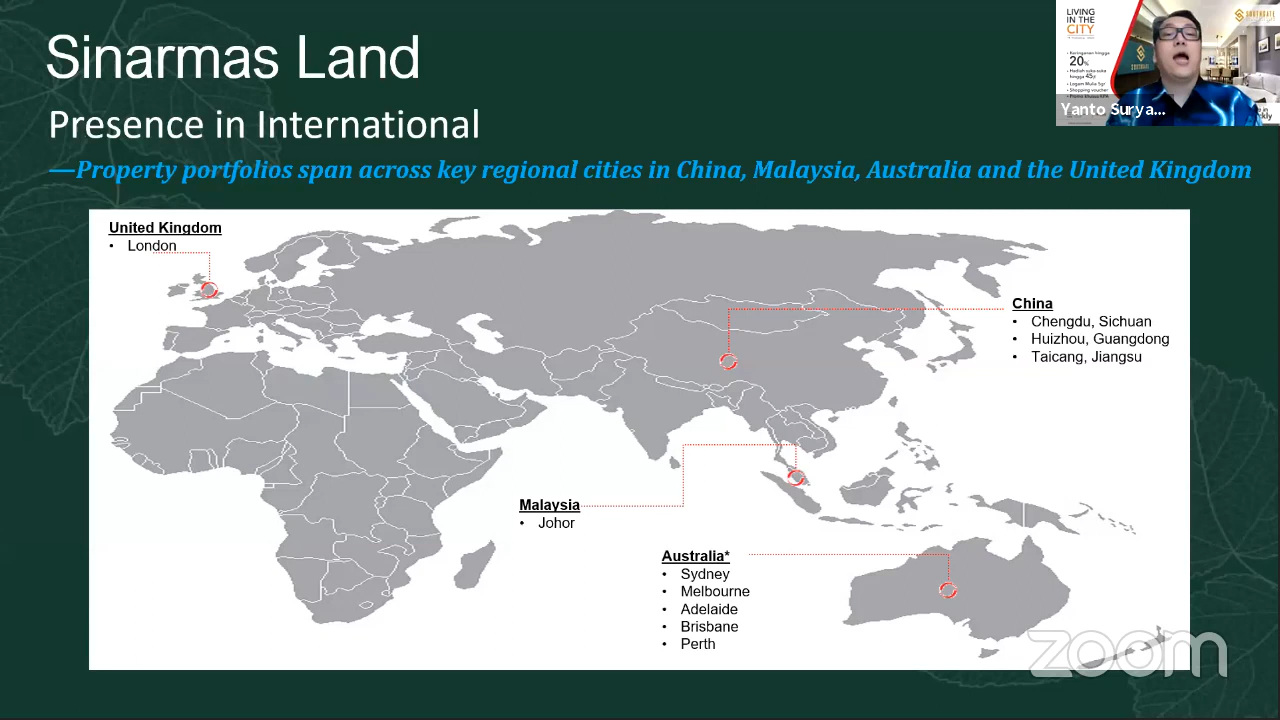 Sinarmas Land
Presence in International
—Property portfolios span across key regional cities in China, Malaysia, Australia and the United Kingdom
United Kingdom
• London
China
• Chengdu, Sichuan
• Huizhou, Guangdong
• Taicang, Jiangsu
Malaysia
• Johor
Australia*
• Sydney
• Melbourne
• Adelaide
• Brisbane
• Perth
LIVING
IN THE
CITY
20%
SOUTHGATE
Yanto Surya...
zoom